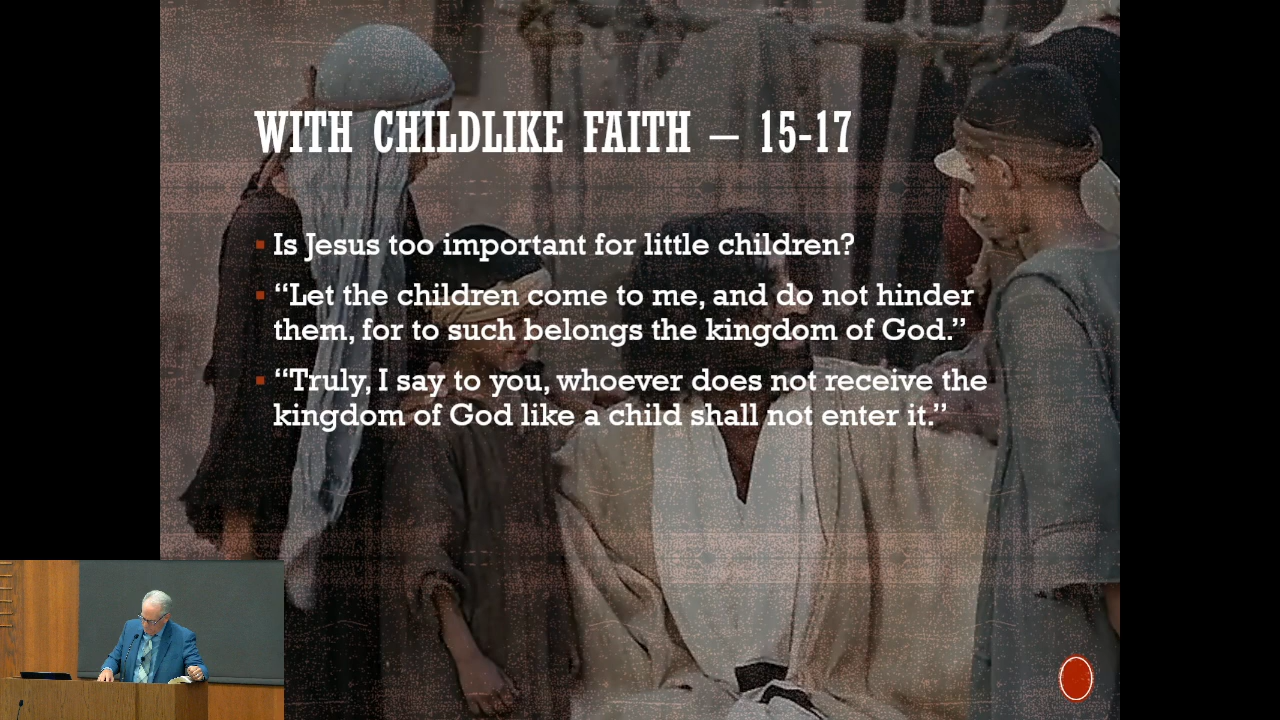 WITH CHILDLIKE FAITH – 15-17
Is Jesus too important for little children?
“Let the children come to me, and do not hinder
them, for to such belongs the kingdom of God.”
“Truly, I say to you, whoever does not receive the
kingdom of God like a child shall not enter it.”